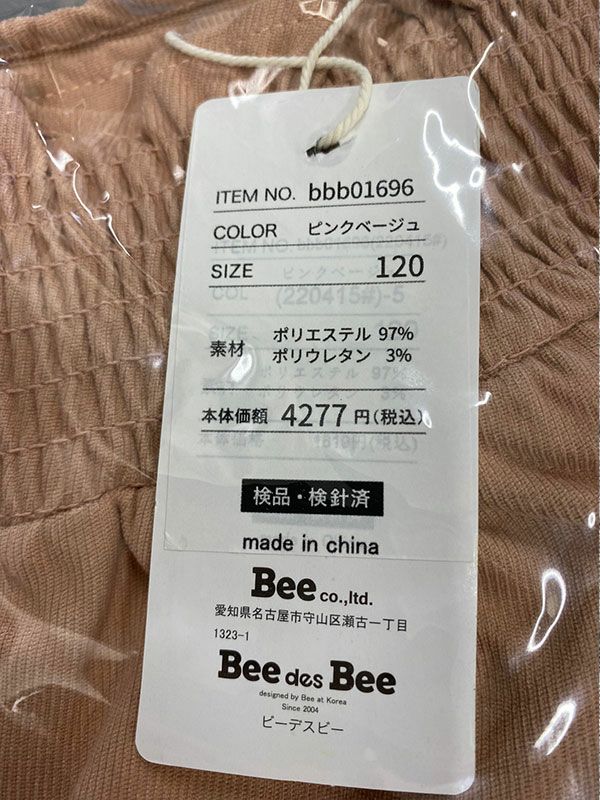 ITEM NO. bbb01696
COLOR ピンクベージュ
SIZE 120
素材 ポリエステル 97%
ポリウレタン 3%
本体価額 4277円(税込)
検品・検針済
made in china
Bee co.,ltd.
愛知県名古屋市守山区瀬古一丁目
1323-1
Bee des Bee
designed by Bee at Korea
Since 2004
ビーデスビー